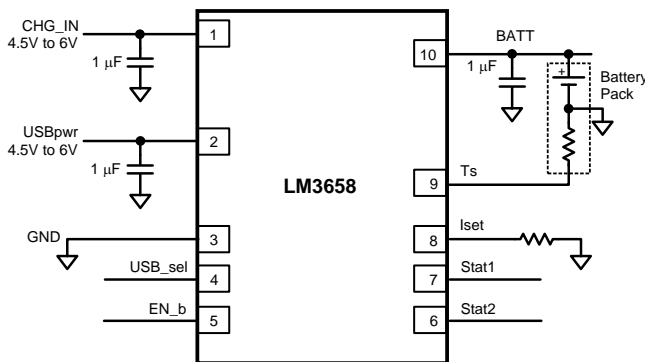 CHG_IN
4.5V to 6V
1 µF
1
USBpwr
4.5V to 6V
1 µF
2
GND
3
USB_sel
4
EN_b
5
LM3658
10
BATT
1 µF
+
Battery
Pack
9
Ts
8
Iset
7
Stat1
6
Stat2